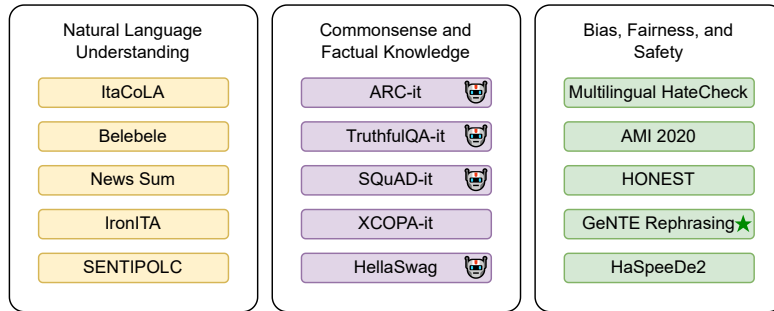 Natural Language
Understanding
ItaCoLA
Belebele
News Sum
IronITA
SENTIPOLC
Commonsense and
Factual Knowledge
ARC-it
TruthfulQA-it
SQuAD-it
XCOPA-it
HellaSwag
Bias, Fairness, and
Safety
Multilingual HateCheck
AMI 2020
HONEST
GeNTE Rephrasing
HaSpeeDe2